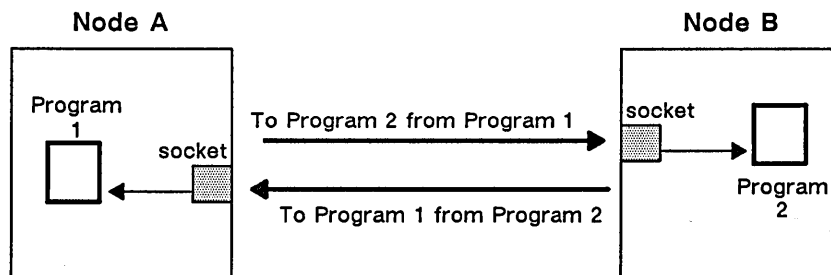 Node A
Node B
Program
1
socket
To Program 2 from Program 1
To Program 1 from Program 2
socket
Program
2